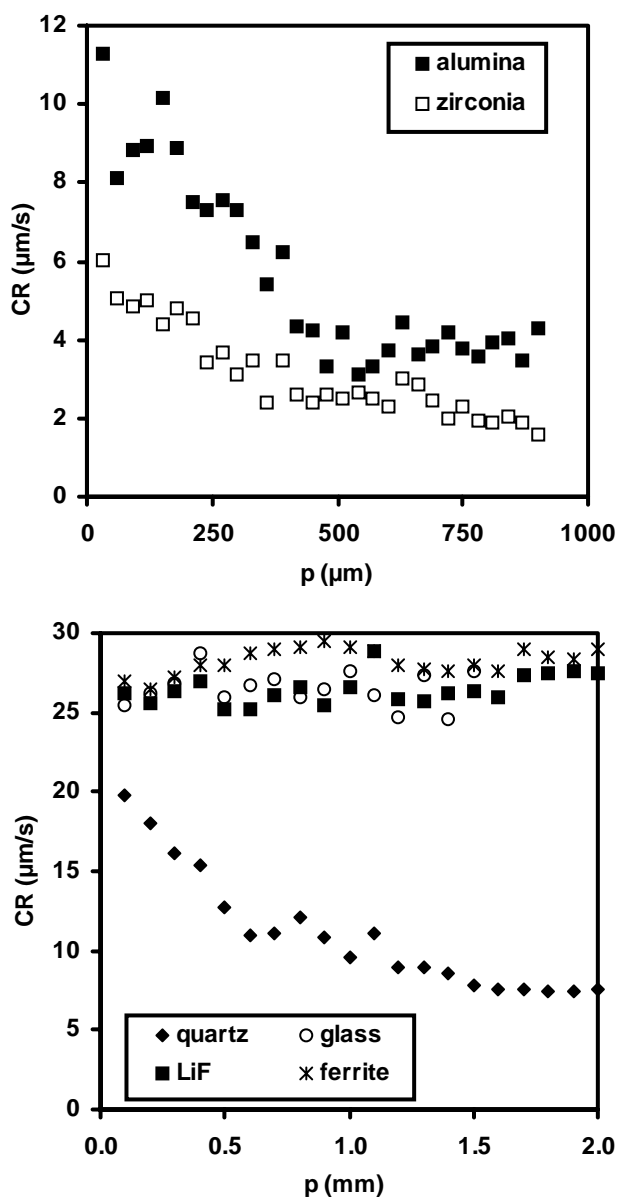 12
10
8
6
4
2
0
CR (µm/s)
alumina
zirconia
0 250 500 750 1000
p (µm)
30
25
20
15
10
5
0
CR (µm/s)
quartz glass
LiF ferrite
0.0 0.5 1.0 1.5 2.0
p (mm)